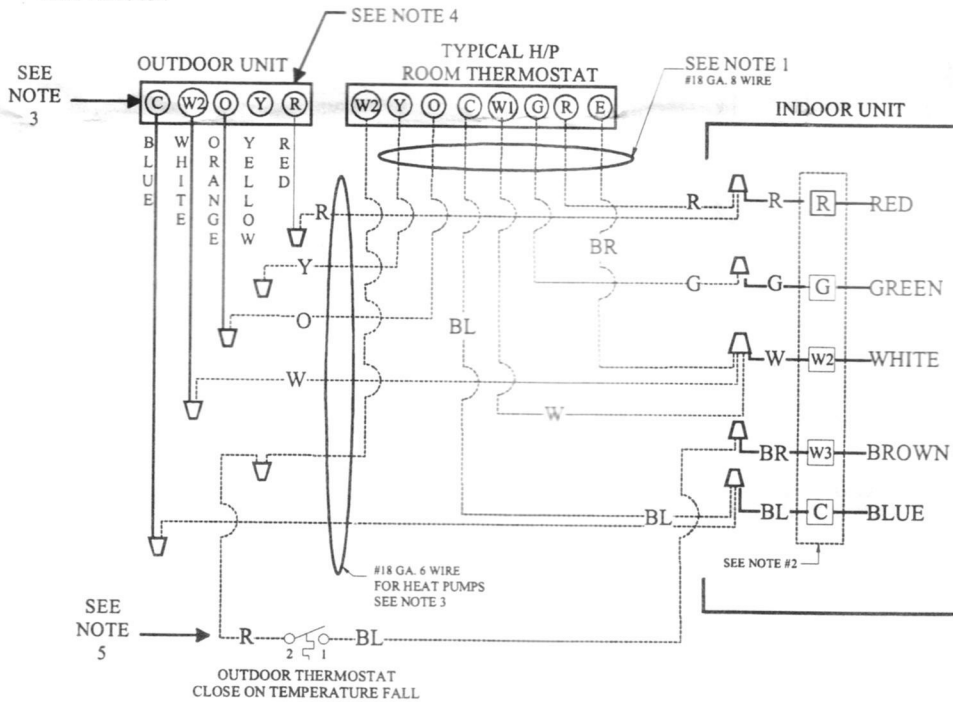 SEE NOTE 4
OUTDOOR UNIT
TYPICAL H/P
ROOM THERMOSTAT
SEE
NOTE
3
SEE NOTE 1
#18 GA. 8 WIRE
INDOOR UNIT
C W2 O Y R
W2 Y O C W1 G R E
BLUE
WHITE
ORANGE
YELLOW
RED
R
R
R
R
RED
BR
Y
G
G
G
GREEN
O
BL
W
W2
WHITE
W
W
BR
W3
BROWN
BL
BL
C
BLUE
SEE NOTE #2
#18 GA. 6 WIRE
FOR HEAT PUMPS
SEE NOTE 3
SEE
NOTE
5
R
2 1
BL
OUTDOOR THERMOSTAT
CLOSE ON TEMPERATURE FALL